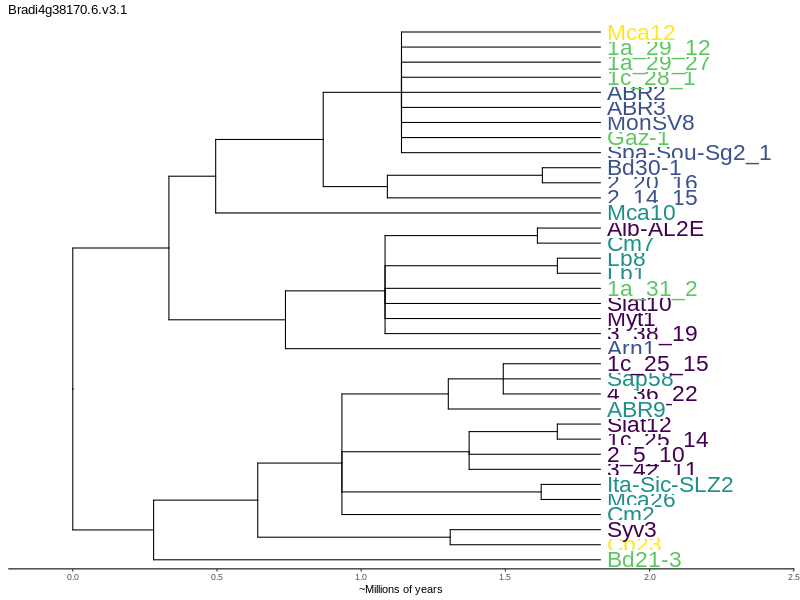 Bradi4g38170.6.v3.1
Mca12
1a_29_12
1a_29_27
1c_28_1
ABR2
ABR3
MonSV8
Gaz-1
Spa-Sou-Sg2_1
Bd30-1
2_20_16
2_14_15
Mca10
Alb-AL2E
Cm7
Lb8
Lb1
1a_31_2
Slat10
Myt1
3_38_19
Arn1
1c_25_15
Sap58
4_36_22
ABR9
Slat12
1c_25_14
2_5_10
3_42_11
Ita-Sic-SLZ2
Mca26
Cm2
Syv3
Cb23
Bd21-3
0.0 0.5 1.0 1.5 2.0 2.5
~Millions of years